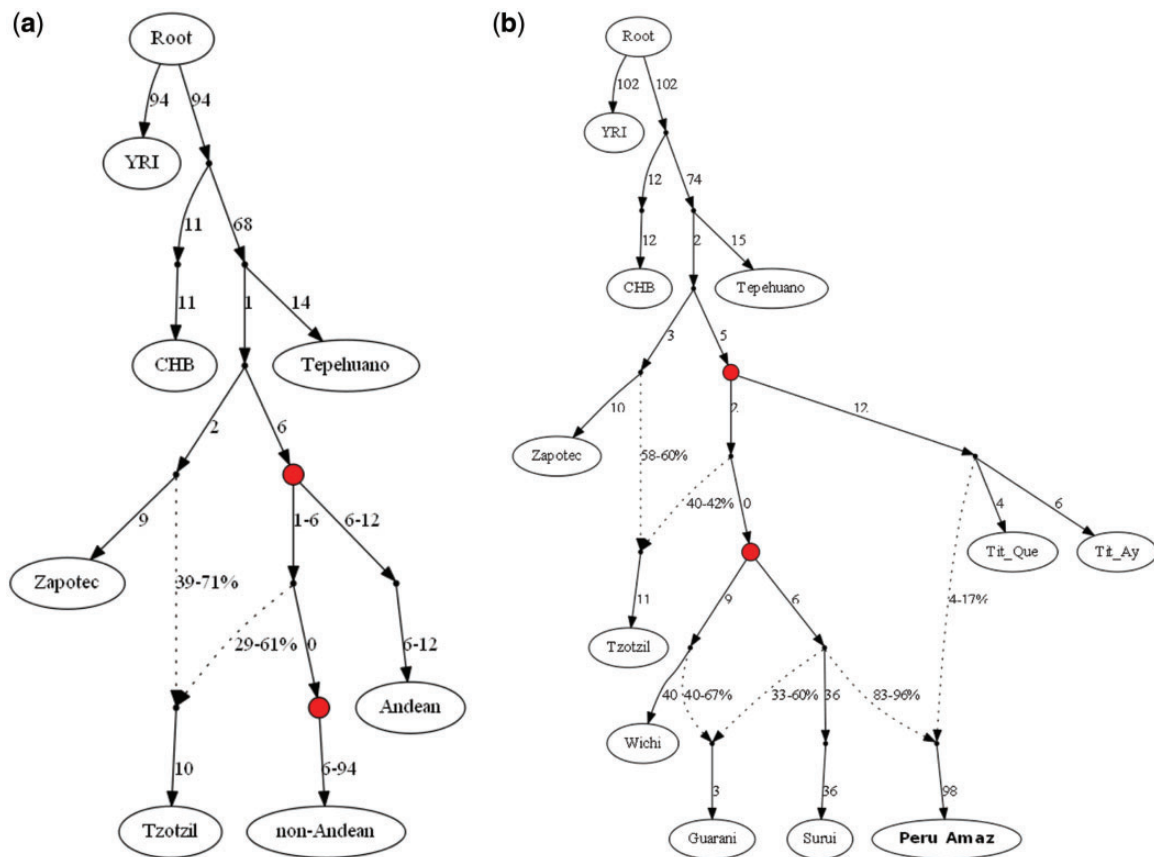 (a)
Root
94
94
YRI
11
68
11
1
14
CHB
Tepehuano
2
6
9
1-6
6-12
Zapotec
39-71%
29-61%
0
6-12
Andean
10
6-94
Tzotzil
non-Andean
(b)
Root
102
102
YRI
12
74
12
2
15
CHB
Tepehuano
3
5
10
2
12
Zapotec
58-60%
40-42%
0
4
6
Tit_Que
Tit_Ay
11
9
6
4-17%
Tzotzil
40
40-67%
33-60%
36
83-96%
Wichi
3
36
98
Guarani
Surui
Peru Amaz